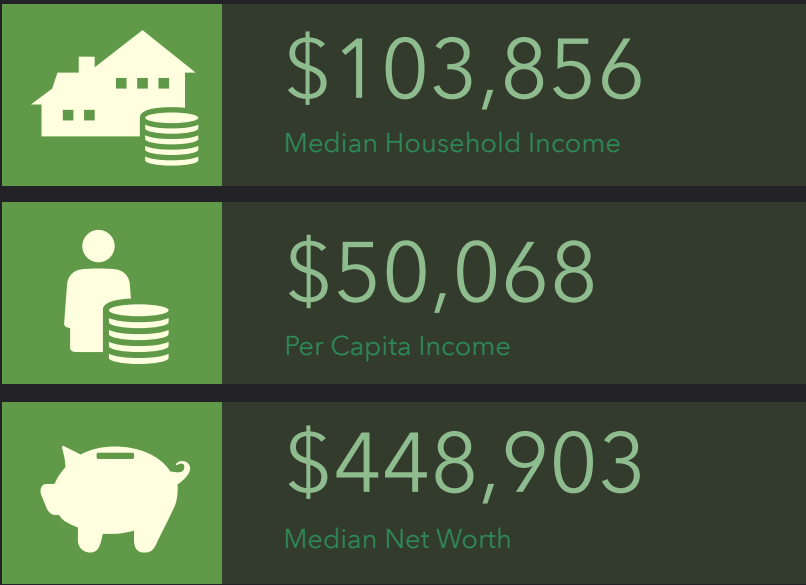 $103,856
Median Household Income
$50,068
Per Capita Income
$448,903
Median Net Worth